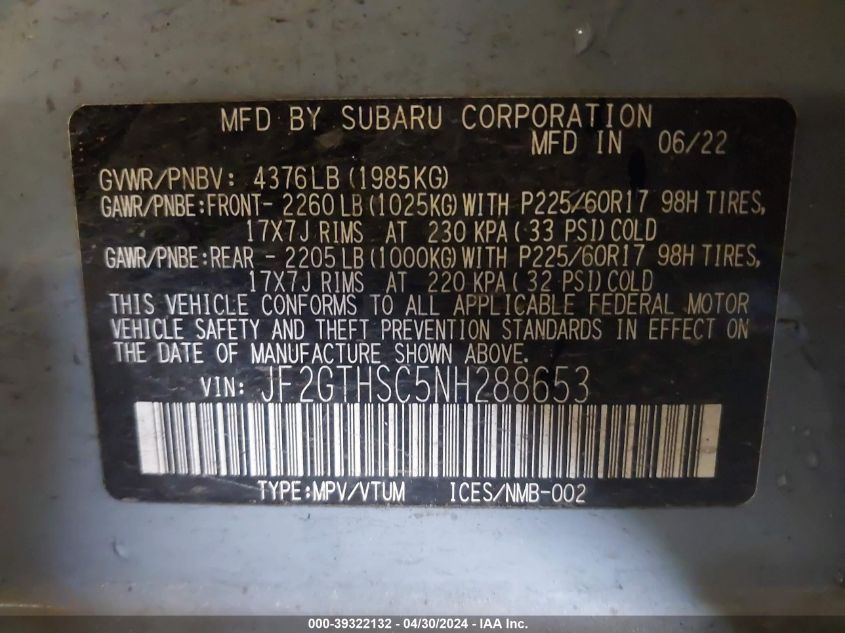 MFD BY SUBARU CORPORATION
MFD IN 06/22
GVWR/PNBV: 4376LB (1985KG)
GAWR/PNBE:FRONT- 2260 LB (1025KG) WITH P225/60R17 98H TIRES,
17X7J RIMS AT 230 KPA ( 33 PSI) COLD
GAWR/PNBE:REAR - 2205 LB (1000KG) WITH P225/60R17 98H TIRES,
17X7J RIMS AT 220 KPA ( 32 PSI) COLD
THIS VEHICLE CONFORMS TO ALL APPLICABLE FEDERAL MOTOR
VEHICLE SAFETY AND THEFT PREVENTION STANDARDS IN EFFECT ON
THE DATE OF MANUFACTURE SHOWN ABOVE.
VIN: JF2GTHSC5NH288653
TYPE:MPV/VTUM ICES/NMB-002
000-39322132 - 04/30/2024 - IAA Inc.